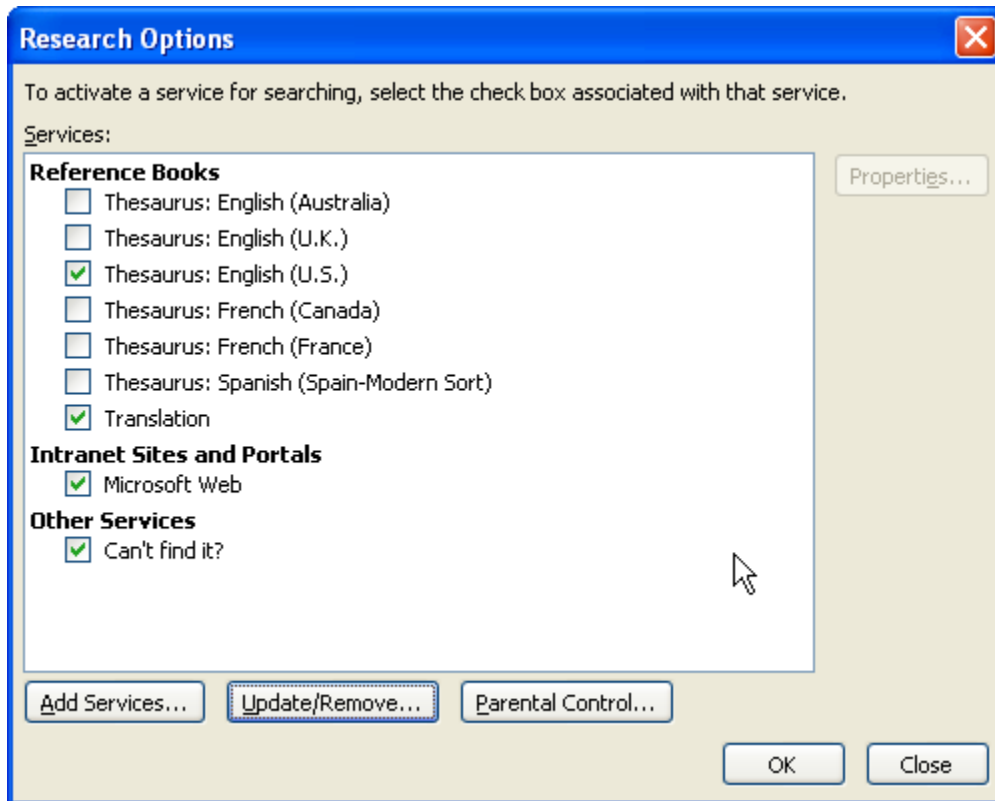 Research Options
To activate a service for searching, select the check box associated with that service.
Services:
Reference Books
Properties...
Thesaurus: English (Australia)
Thesaurus: English (U.K.)
Thesaurus: English (U.S.)
Thesaurus: French (Canada)
Thesaurus: French (France)
Thesaurus: Spanish (Spain-Modern Sort)
Translation
Intranet Sites and Portals
Microsoft Web
Other Services
Can't find it?
Add Services... Update/Remove... Parental Control...
OK Close